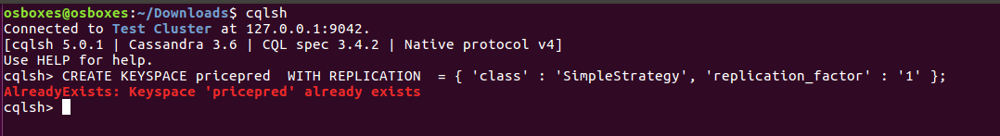 osboxes@osboxes:~/Downloads$ cqlsh
Connected to Test Cluster at 127.0.0.1:9042.
[cqlsh 5.0.1 | Cassandra 3.6 | CQL spec 3.4.2 | Native protocol v4]
Use HELP for help.
cqlsh> CREATE KEYSPACE pricepred  WITH REPLICATION  = { 'class' : 'SimpleStrategy', 'replication_factor' : '1' };
AlreadyExists: Keyspace 'pricepred' already exists
cqlsh>